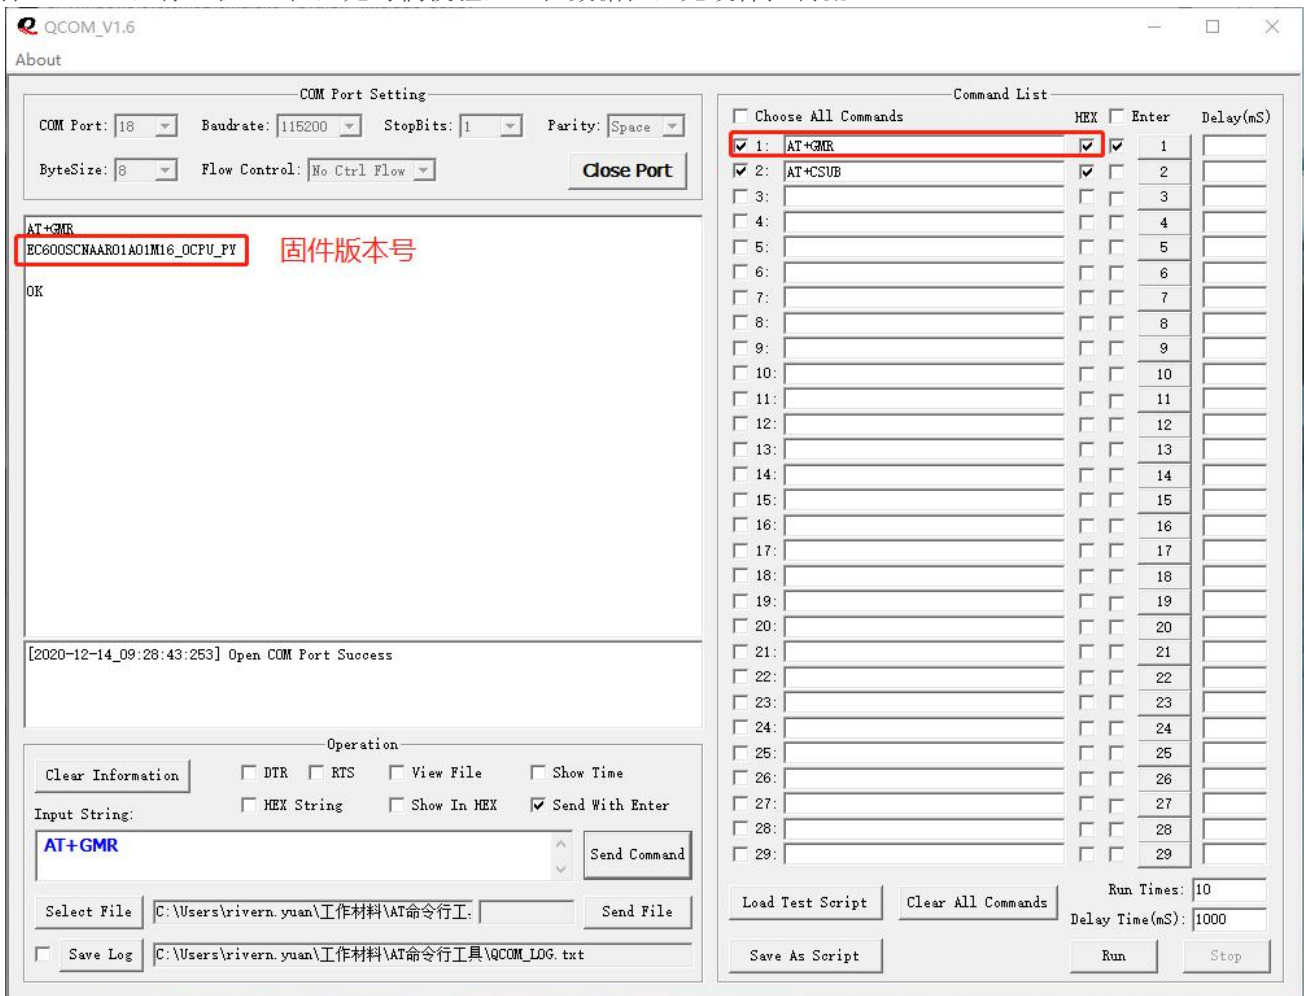 QCOM_V1.6
About
COM Port Setting
COM Port: 18 Baudrate: 115200 StopBits: 1 Parity: Space
ByteSize: 8 Flow Control: No Ctrl Flow Close Port
AT+GMR
EC600SCNAAR01A01M16_OCPU_PY
固件版本号
OK
[2020-12-14_09:28:43:253] Open COM Port Success
Operation
Clear Information DTR RTS View File Show Time
HEX String Show In HEX Send With Enter
Input String:
AT+GMR
Send Command
Select File C:\Users\rivern.yuan\工作材料\AT命令行工. Send File
Save Log C:\Users\rivern.yuan\工作材料\AT命令行工具\QCOM_LOG.txt
Command List
Choose All Commands HEX Enter Delay(mS)
1: AT+GMR 1
2: AT+CSUB 2
3: 3
4: 4
5: 5
6: 6
7: 7
8: 8
9: 9
10: 10
11: 11
12: 12
13: 13
14: 14
15: 15
16: 16
17: 17
18: 18
19: 19
20: 20
21: 21
22: 22
23: 23
24: 24
25: 25
26: 26
27: 27
28: 28
29: 29
Run Times: 10
Load Test Script Clear All Commands
Delay Time(mS): 1000
Save As Script Run Stop